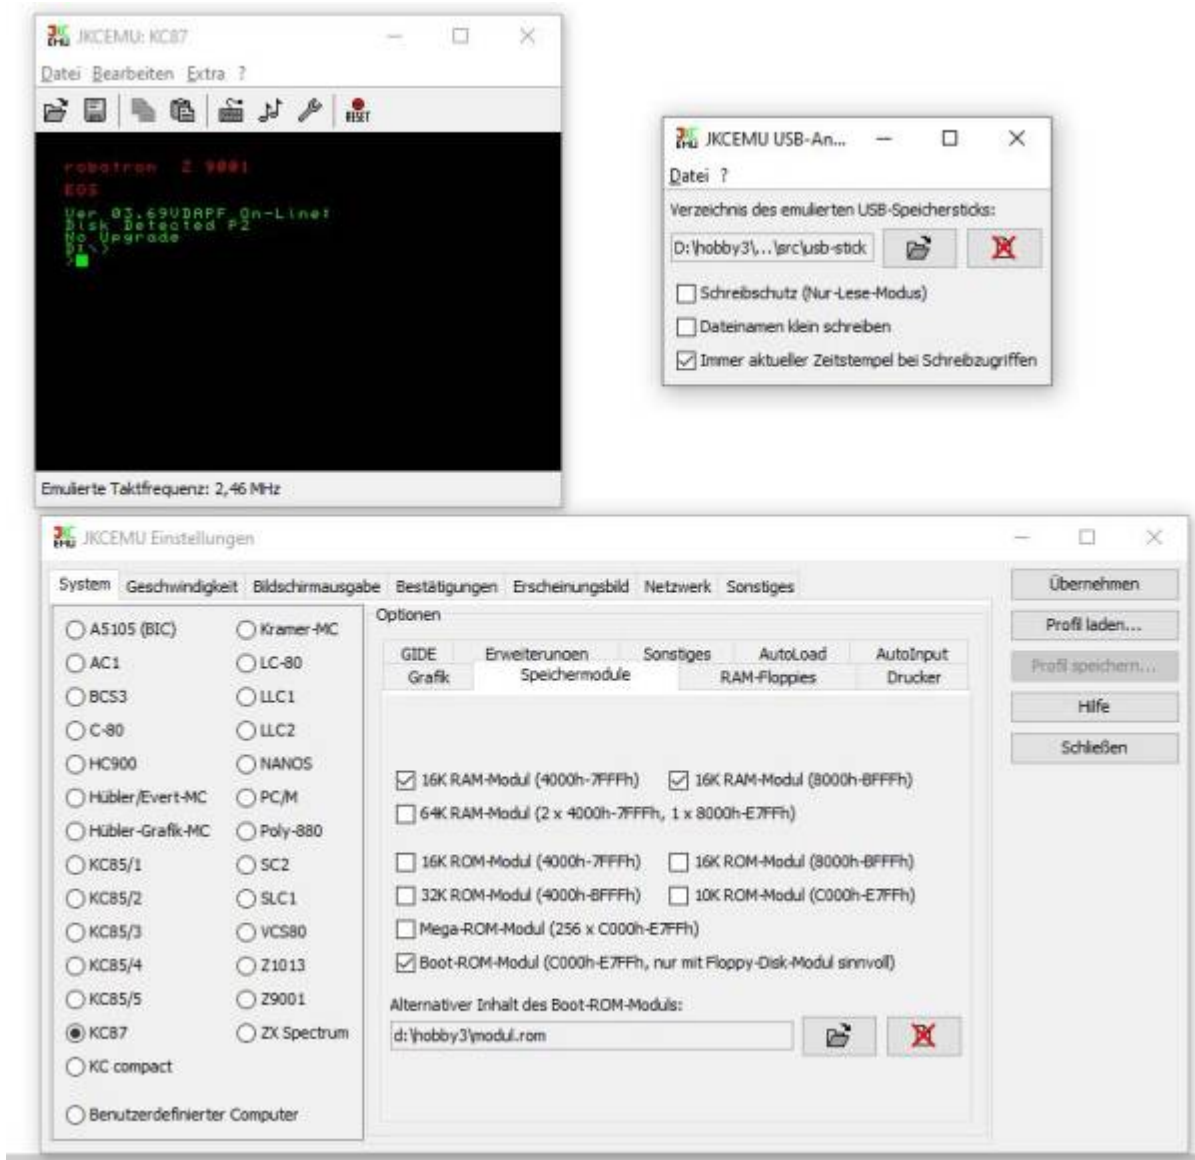 JKCEMU: KC87
Datei Bearbeiten Extra ?
RESET
robotron Z 9001
EOS
Ver 03.69VDAPF On-Line:
Disk Detected P2
No Upgrade
D:\>
Emulierte Taktfrequenz: 2,46 MHz
JKCEMU USB-An...
Datei ?
Verzeichnis des emulierten USB-Speichersticks:
D:\hobby3\...\src\usb-stick
Schreibschutz (Nur-Lese-Modus)
Dateinamen klein schreiben
Immer aktueller Zeitstempel bei Schreibzugriffen
JKCEMU Einstellungen
System Geschwindigkeit Bildschirmausgabe Bestätigungen Erscheinungsbild Netzwerk Sonstiges
A5105 (BIC) Kramer-MC
AC1 LC-80
BCS3 LLC1
C-80 LLC2
HC900 NANOS
Hübler/Evert-MC PC/M
Hübler-Grafik-MC Poly-880
KC85/1 SC2
KC85/2 SLC1
KC85/3 VCS80
KC85/4 Z1013
KC85/5 Z9001
KC87 ZX Spectrum
KC compact
Benutzerdefinierter Computer
Optionen
GIDE Erweiterungen Sonstiges AutoLoad AutoInput
Grafik Speichermodule RAM-Floppies Drucker
16K RAM-Modul (4000h-7FFFh) 16K RAM-Modul (8000h-BFFFh)
64K RAM-Modul (2 x 4000h-7FFFh, 1 x 8000h-E7FFh)
16K ROM-Modul (4000h-7FFFh) 16K ROM-Modul (8000h-BFFFh)
32K ROM-Modul (4000h-BFFFh) 10K ROM-Modul (C000h-E7FFh)
Mega-ROM-Modul (256 x C000h-E7FFh)
Boot-ROM-Modul (C000h-E7FFh, nur mit Floppy-Disk-Modul sinnvoll)
Alternativer Inhalt des Boot-ROM-Moduls:
d:\hobby3\modul.rom
Übernehmen
Profil laden...
Profil speichern...
Hilfe
Schließen